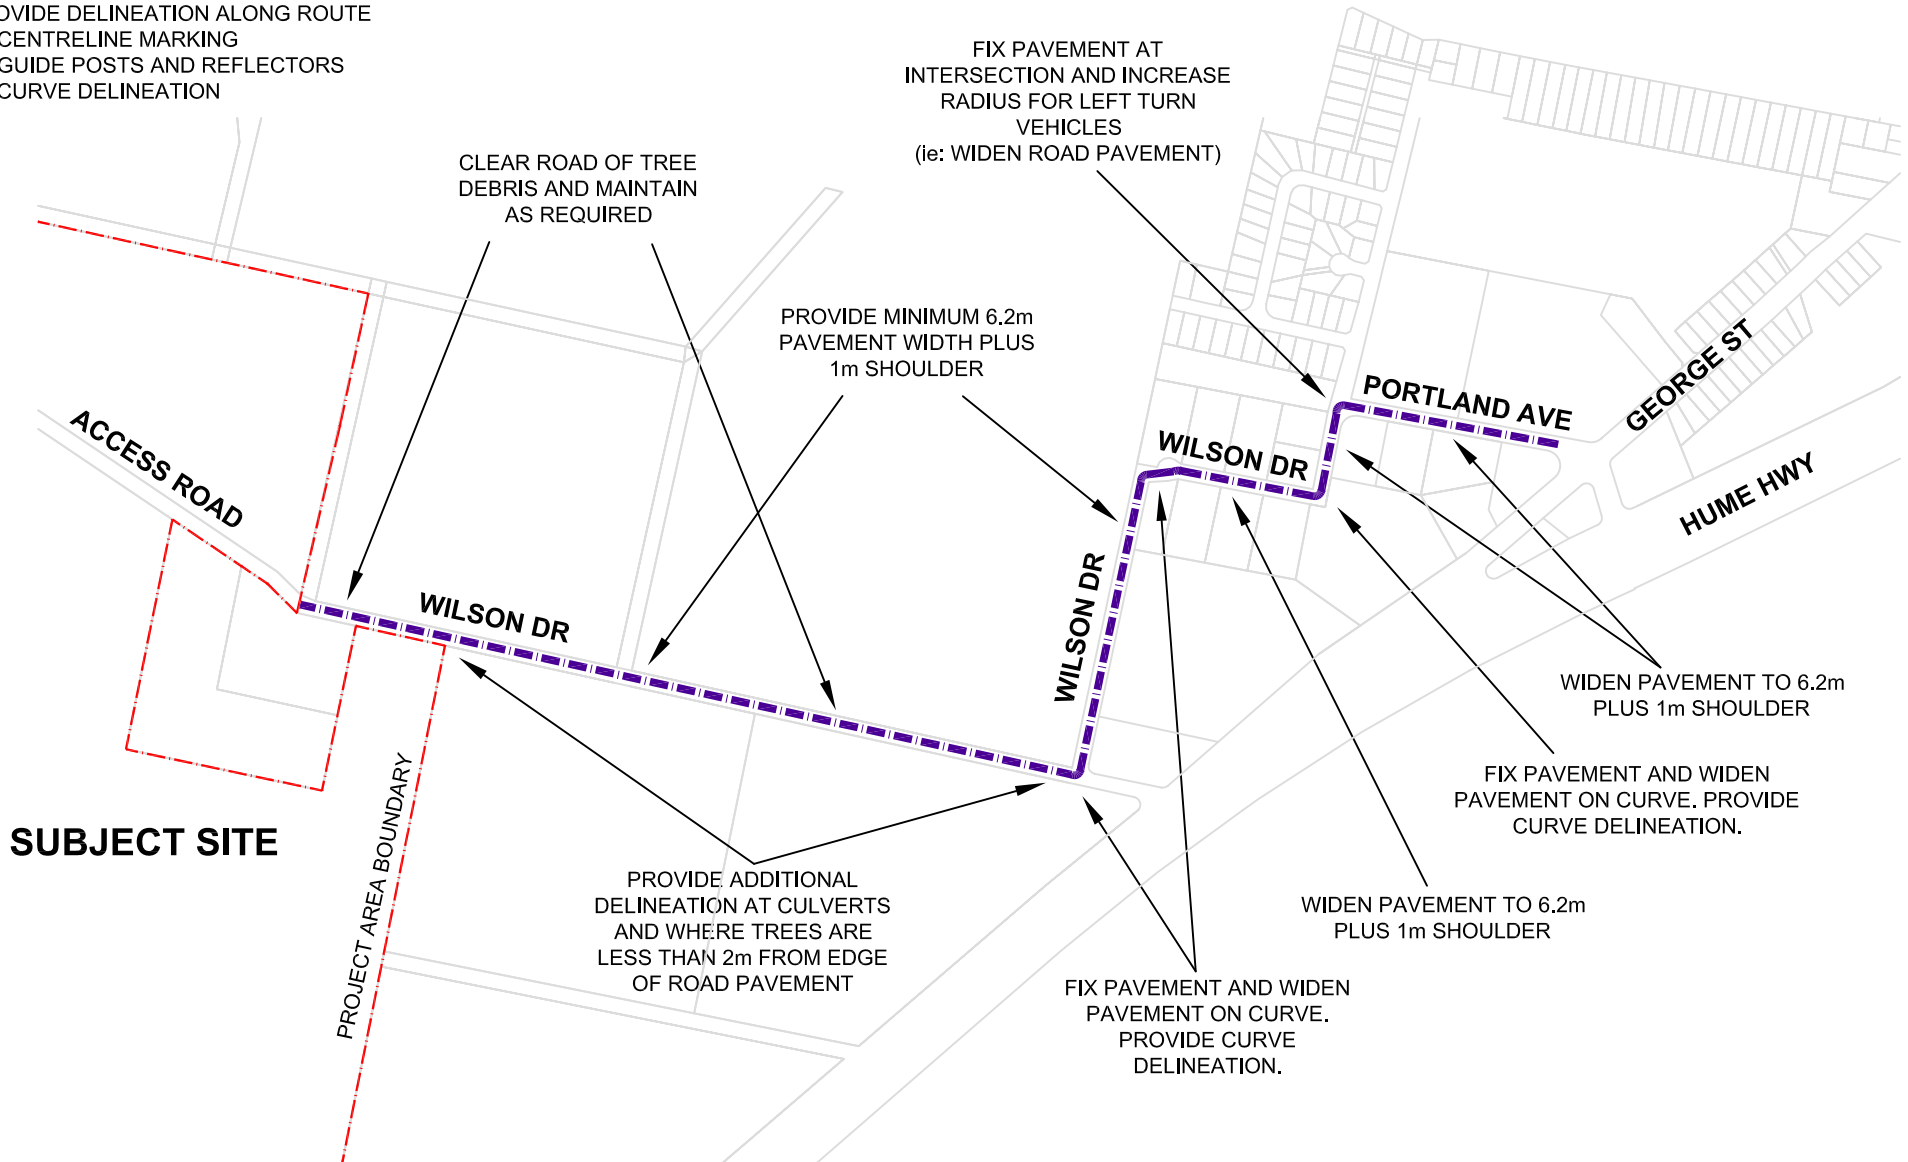 DELINEATION ALONG ROUTE
CENTRELINE MARKING
GUIDE POSTS AND REFLECTORS
CURVE DELINEATION
CLEAR ROAD OF TREE
DEBRIS AND MAINTAIN
AS REQUIRED
FIX PAVEMENT AT
INTERSECTION AND INCREASE
RADIUS FOR LEFT TURN
VEHICLES
(ie: WIDEN ROAD PAVEMENT)
PROVIDE MINIMUM 6.2m
PAVEMENT WIDTH PLUS
1m SHOULDER
PORTLAND AVE
GEORGE ST
WILSON DR
HUME HWY
ACCESS ROAD
WILSON DR
WILSON DR
WIDEN PAVEMENT TO 6.2m
PLUS 1m SHOULDER
FIX PAVEMENT AND WIDEN
PAVEMENT ON CURVE. PROVIDE
CURVE DELINEATION.
SUBJECT SITE
PROJECT AREA BOUNDARY
PROVIDE ADDITIONAL
DELINEATION AT CULVERTS
AND WHERE TREES ARE
LESS THAN 2m FROM EDGE
OF ROAD PAVEMENT
WIDEN PAVEMENT TO 6.2m
PLUS 1m SHOULDER
FIX PAVEMENT AND WIDEN
PAVEMENT ON CURVE.
PROVIDE CURVE
DELINEATION.